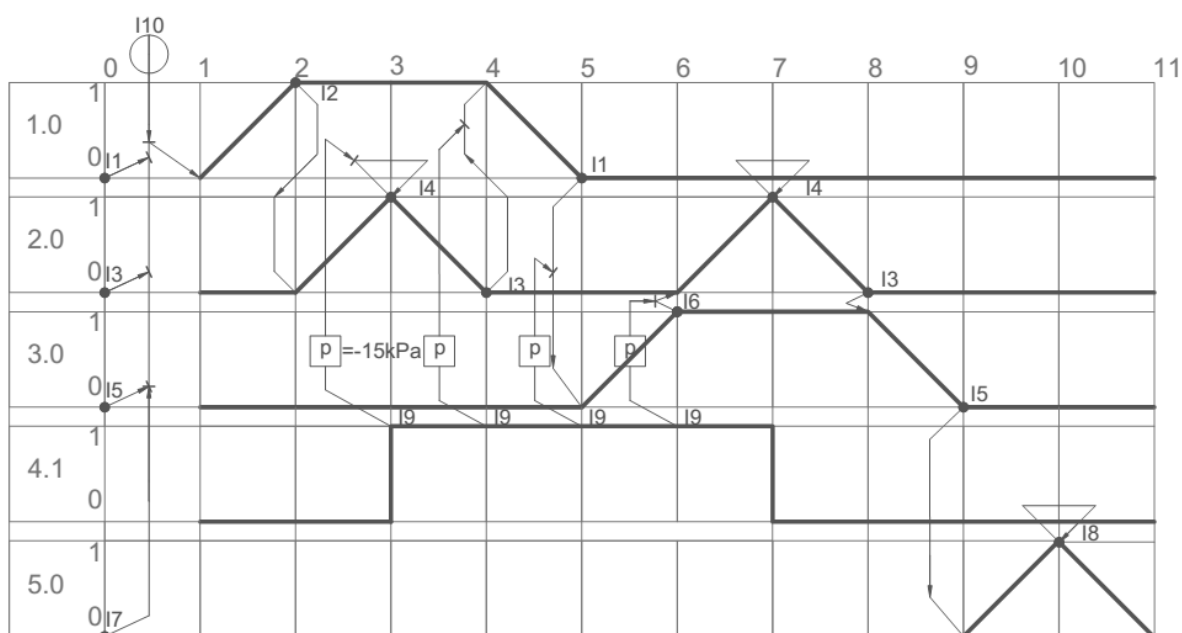 I10
0 1 2 3 4 5 6 7 8 9 10 11
1
I2
1.0
0 I1 I1
1 I4 I4
2.0
0 I3 I3 I3
1 I6
3.0 p =-15kPa p p p
0 I5 I5
I9 I9 I9 I9
1
4.1
0
1 I8
5.0
0 I7